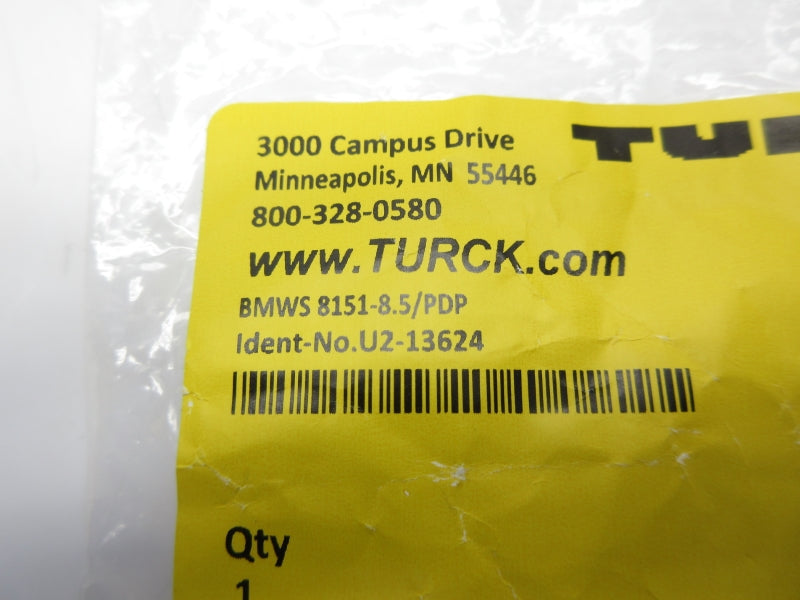 3000 Campus Drive
Minneapolis, MN 55446
800-328-0580
www.TURCK.com
BMWS 8151-8.5/PDP
Ident-No.U2-13624
Qty
1